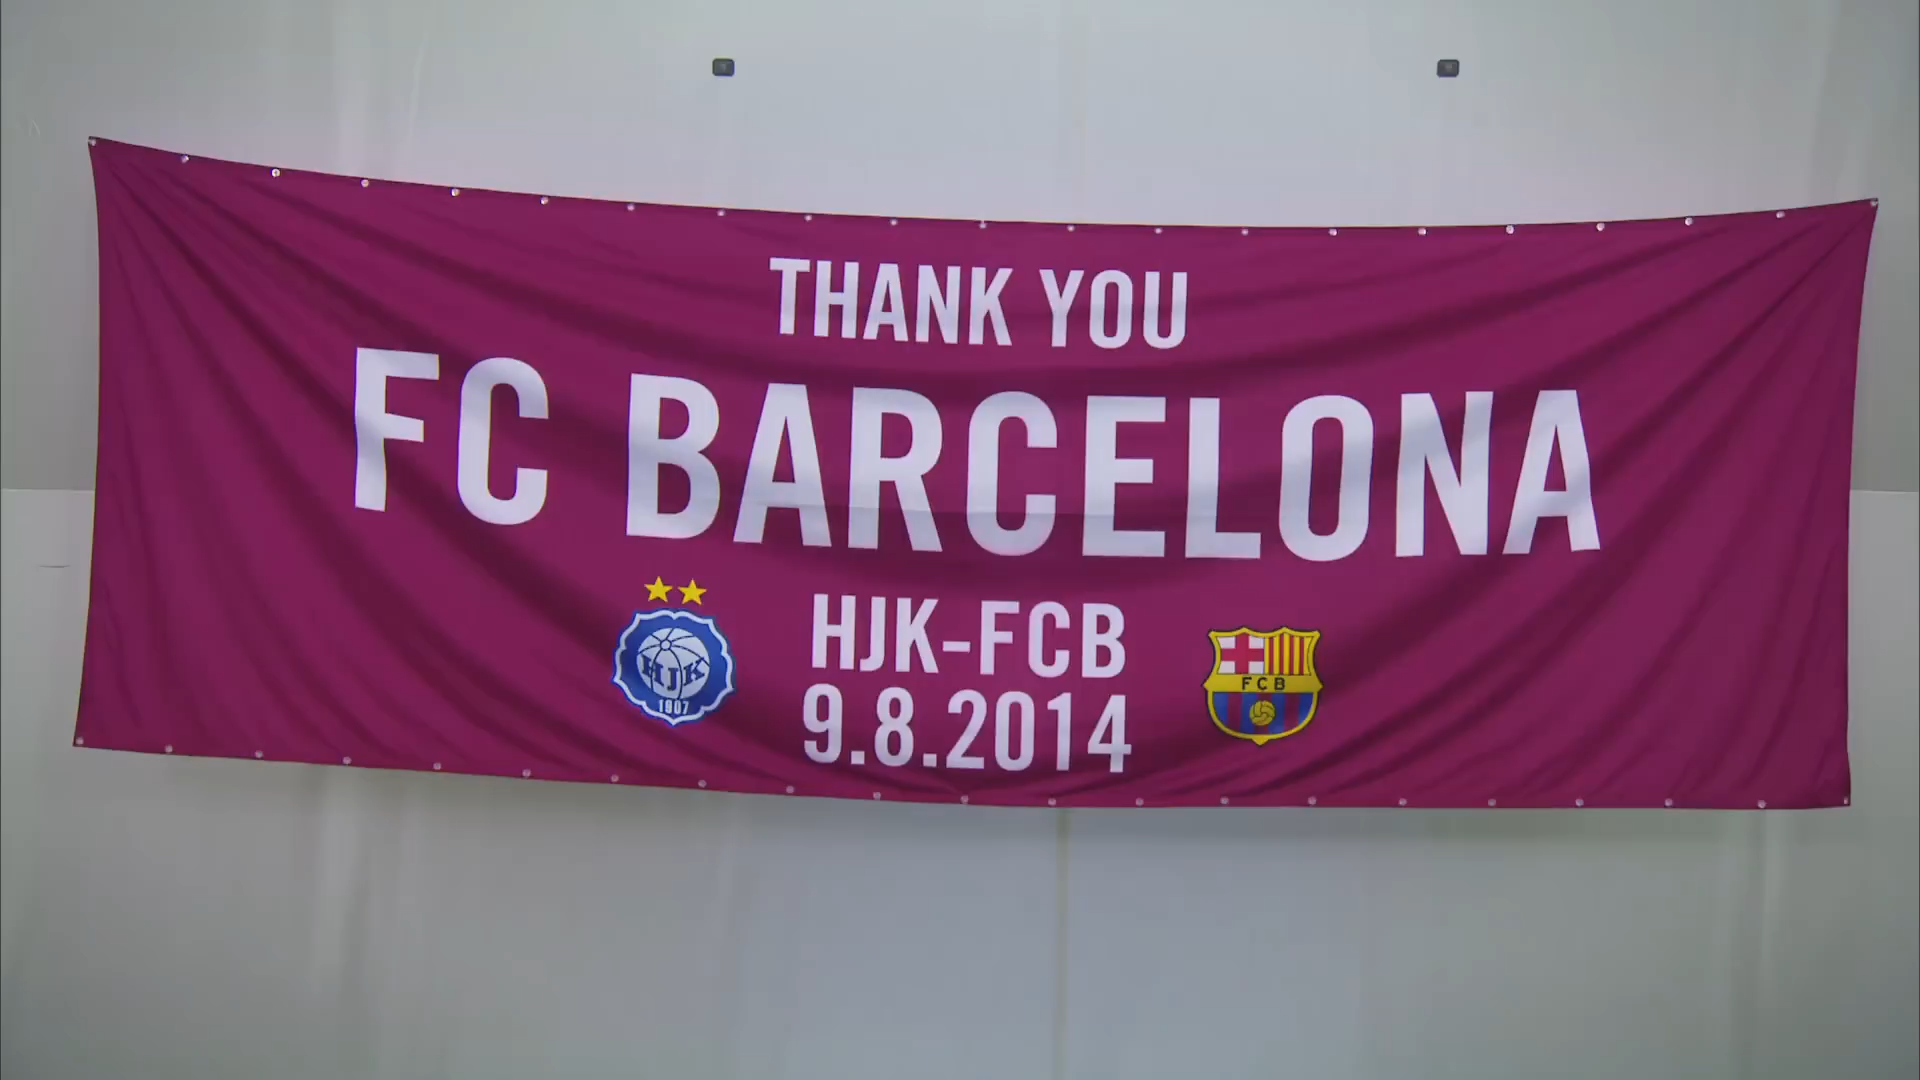 THANK YOU
FC BARCELONA
HJK-FCB
9.8.2014
HJK
1907
FCB